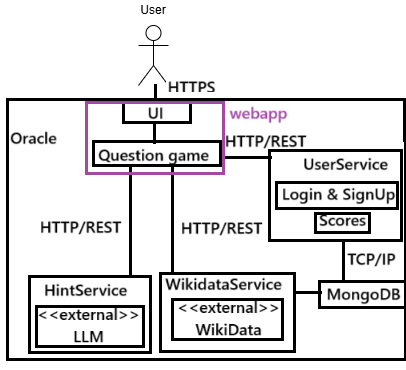 User
HTTPS
webapp
UI
Oracle
HTTP/REST
Question game
UserService
Login & SignUp
Scores
HTTP/REST
HTTP/REST
TCP/IP
HintService
<<external>>
LLM
WikidataService
<<external>>
WikiData
MongoDB